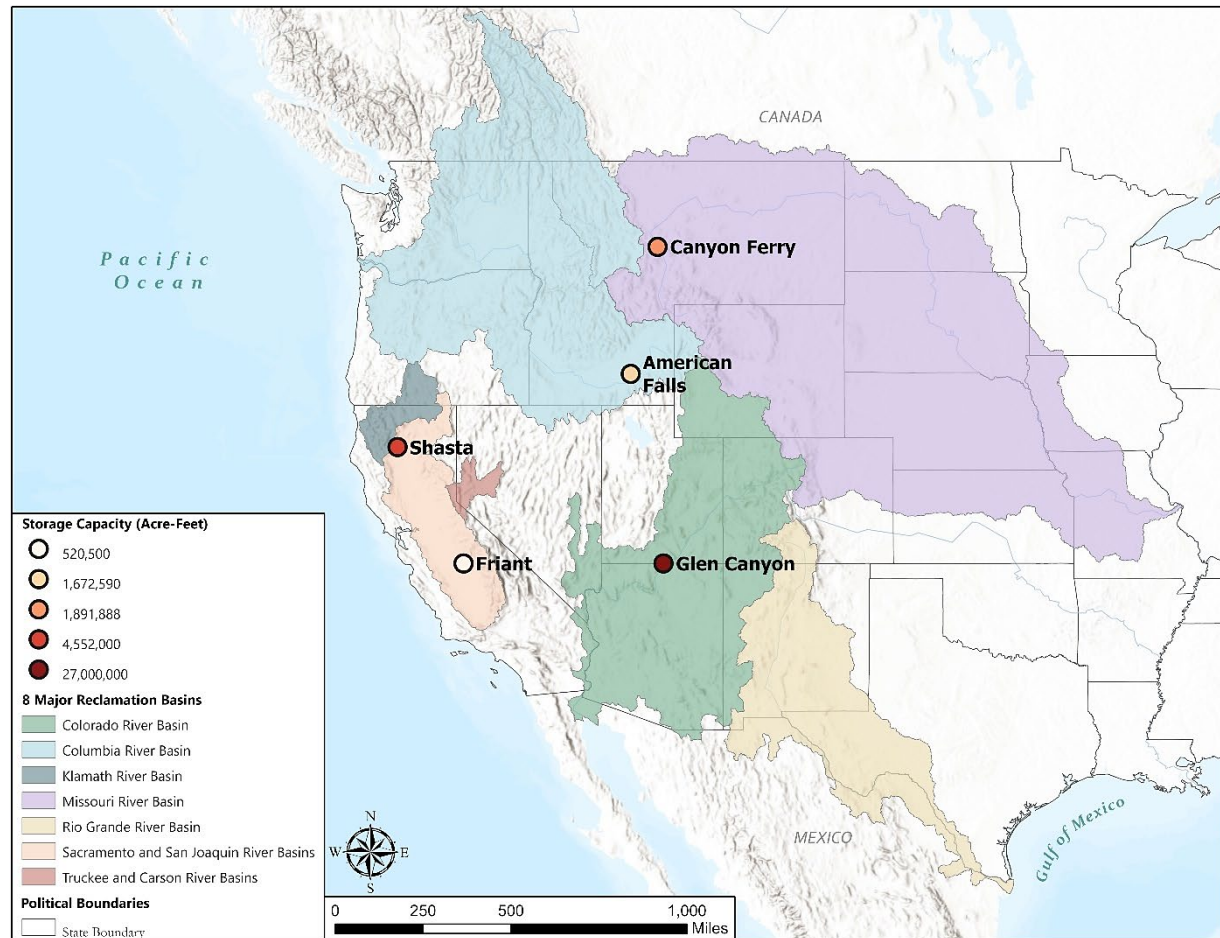 CANADA
Pacific
Ocean
Canyon Ferry
American
Falls
Shasta
Friant
Glen Canyon
MEXICO
Gulf of Mexico
Storage Capacity (Acre-Feet)
520,500
1,672,590
1,891,888
4,552,000
27,000,000
8 Major Reclamation Basins
Colorado River Basin
Columbia River Basin
Klamath River Basin
Missouri River Basin
Rio Grande River Basin
Sacramento and San Joaquin River Basins
Truckee and Carson River Basins
Political Boundaries
State Boundary
N
W E
S
0 250 500 1,000
Miles